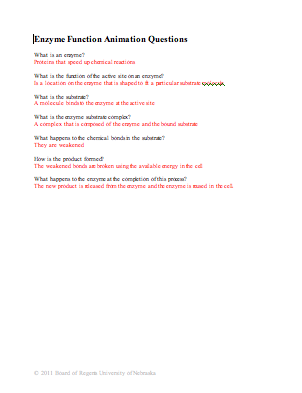 Enzyme Function Animation Questions
What is an enzyme?
Proteins that speed up chemical reactions
What is the function of the active site on an enzyme?
Is a location on the enzyme that is shaped to fit a particular substrate
What is the substrate?
A molecule binds to the enzyme at the active site
What is the enzyme substrate complex?
A complex that is composed of the enzyme and the bound substrate
What happens to the chemical bonds in the substrate?
They are weakened
How is the product formed?
The weakened bonds are broken using the available energy in the cell
What happens to the enzyme at the completion of this process?
The new product is released from the enzyme and the enzyme is reused in the cell.
© 2011 Board of Regents University of Nebraska